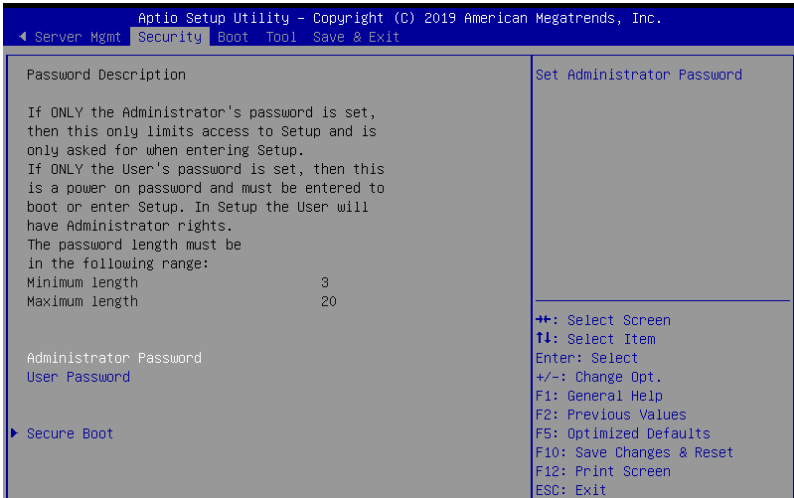 Aptio Setup Utility – Copyright (C) 2019 American Megatrends, Inc.
◀ Server Mgmt Security Boot Tool Save & Exit
Password Description
If ONLY the Administrator's password is set,
then this only limits access to Setup and is
only asked for when entering Setup.
If ONLY the User's password is set, then this
is a power on password and must be entered to
boot or enter Setup. In Setup the User will
have Administrator rights.
The password length must be
in the following range:
Minimum length 3
Maximum length 20
Administrator Password
User Password
▶ Secure Boot
Set Administrator Password
→←: Select Screen
↑↓: Select Item
Enter: Select
+/-: Change Opt.
F1: General Help
F2: Previous Values
F5: Optimized Defaults
F10: Save Changes & Reset
F12: Print Screen
ESC: Exit